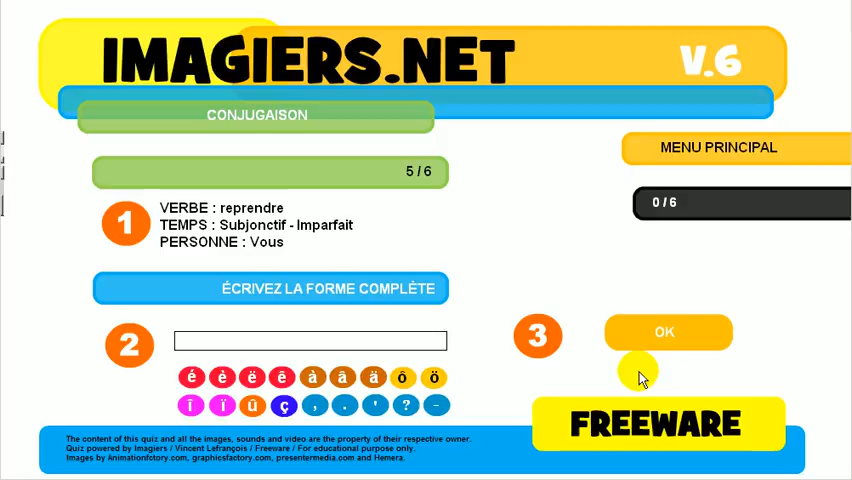 IMAGIERS.NET
V.6
CONJUGAISON
MENU PRINCIPAL
5 / 6
0 / 6
1
VERBE : reprendre
TEMPS : Subjonctif - Imparfait
PERSONNE : Vous
ÉCRIVEZ LA FORME COMPLÈTE
2
3
OK
é è ë ê à â ä ô ö
î ï û ç , . ' ? -
FREEWARE
The content of this quiz and all the images, sounds and video are the property of their respective owner.
Quiz powered by Imagiers / Vincent Lefrançois / Freeware / For educational purpose only.
Images by Animationfctory.com, graphicsfactory.com, presentermedia.com and Hemera.